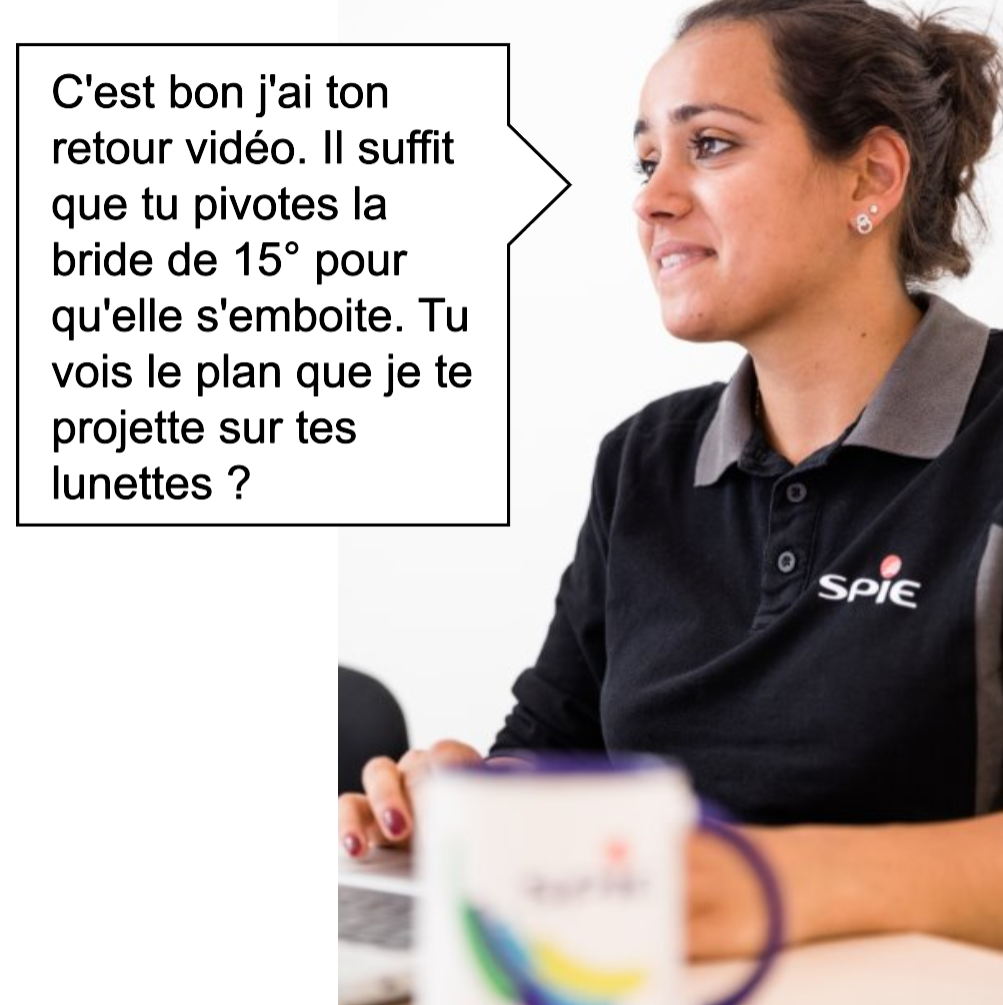 C'est bon j'ai ton
retour vidéo. Il suffit
que tu pivotes la
bride de 15° pour
qu'elle s'emboite. Tu
vois le plan que je te
projette sur tes
lunettes ?
SPIE